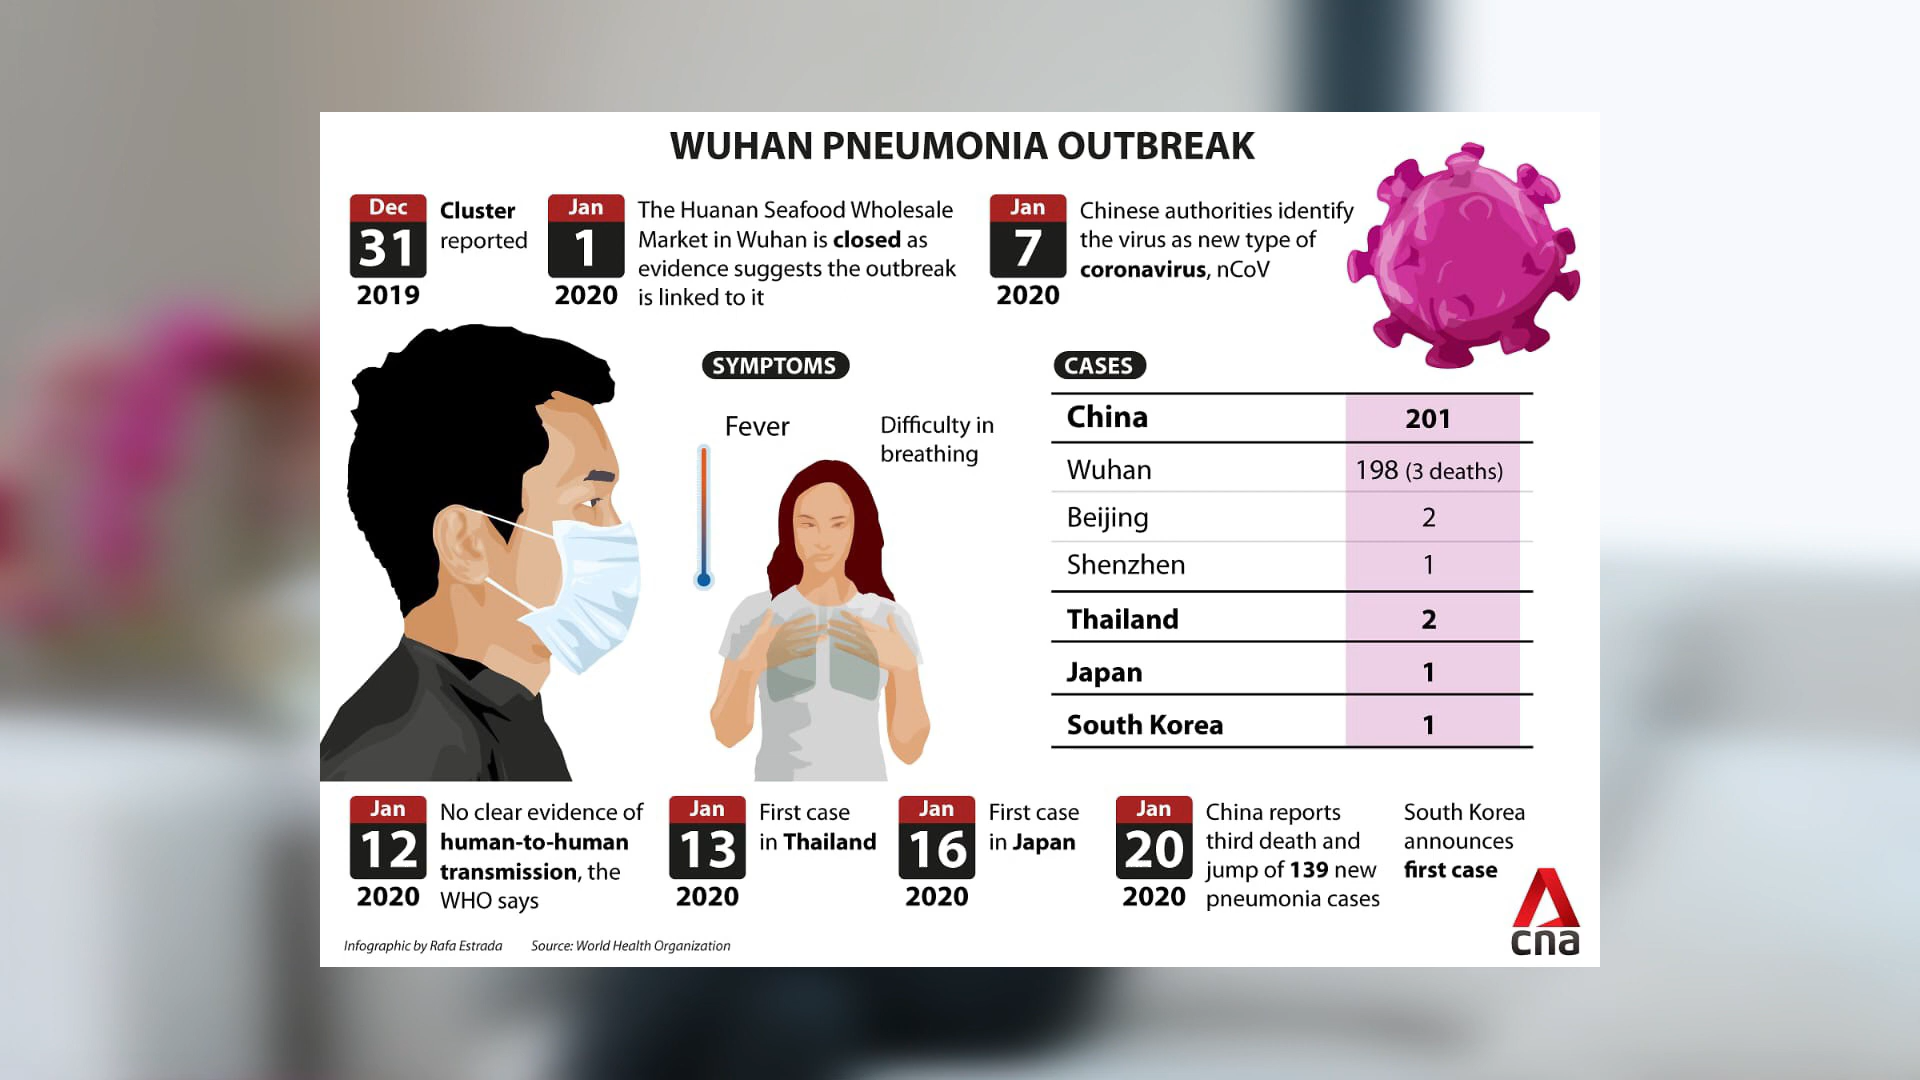 WUHAN PNEUMONIA OUTBREAK
Dec
31
2019
Cluster
reported
Jan
1
2020
The Huanan Seafood Wholesale
Market in Wuhan is closed as
evidence suggests the outbreak
is linked to it
Jan
7
2020
Chinese authorities identify
the virus as new type of
coronavirus, nCoV
SYMPTOMS
Fever
Difficulty in
breathing
CASES
China 201
Wuhan 198 (3 deaths)
Beijing 2
Shenzhen 1
Thailand 2
Japan 1
South Korea 1
Jan
12
2020
No clear evidence of
human-to-human
transmission, the
WHO says
Jan
13
2020
First case
in Thailand
Jan
16
2020
First case
in Japan
Jan
20
2020
China reports
third death and
jump of 139 new
pneumonia cases
South Korea
announces
first case
Infographic by Rafa Estrada
Source: World Health Organization
cna